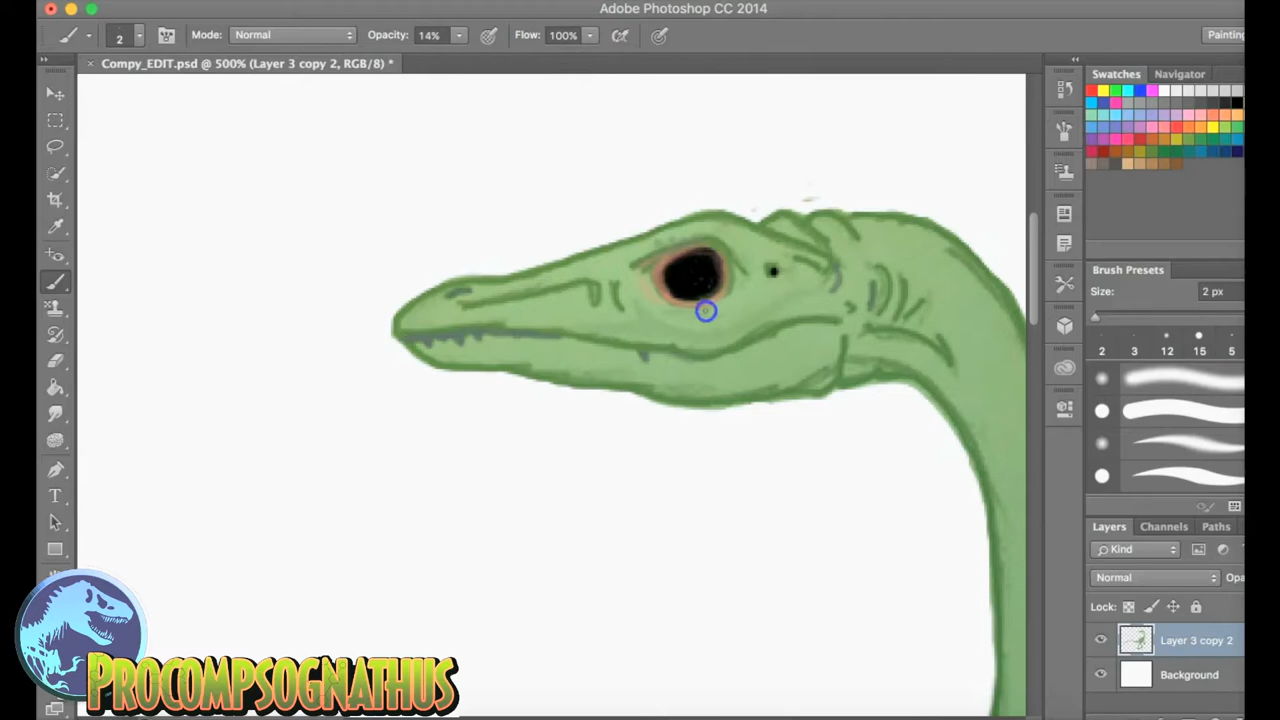 Adobe Photoshop CC 2014
2 Mode: Normal Opacity: 14% Flow: 100% Painting
× Compy_EDIT.psd @ 500% (Layer 3 copy 2, RGB/8) *
Swatches Navigator
Brush Presets
Size: 2 px
2 3 12 15 5
Layers Channels Paths
Kind
Normal Opa
Lock:
Layer 3 copy 2
Background
T
PROCOMPSOGNATHUS